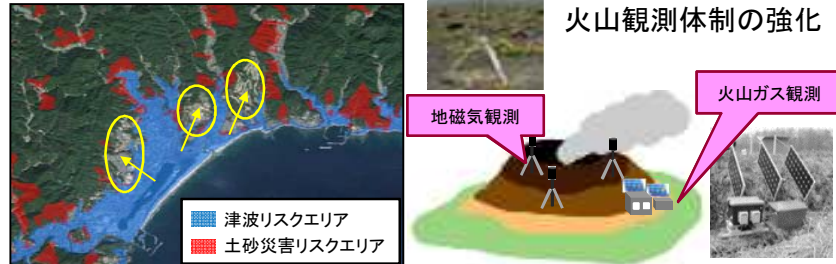 火山観測体制の強化
地磁気観測
火山ガス観測
津波リスクエリア
土砂災害リスクエリア